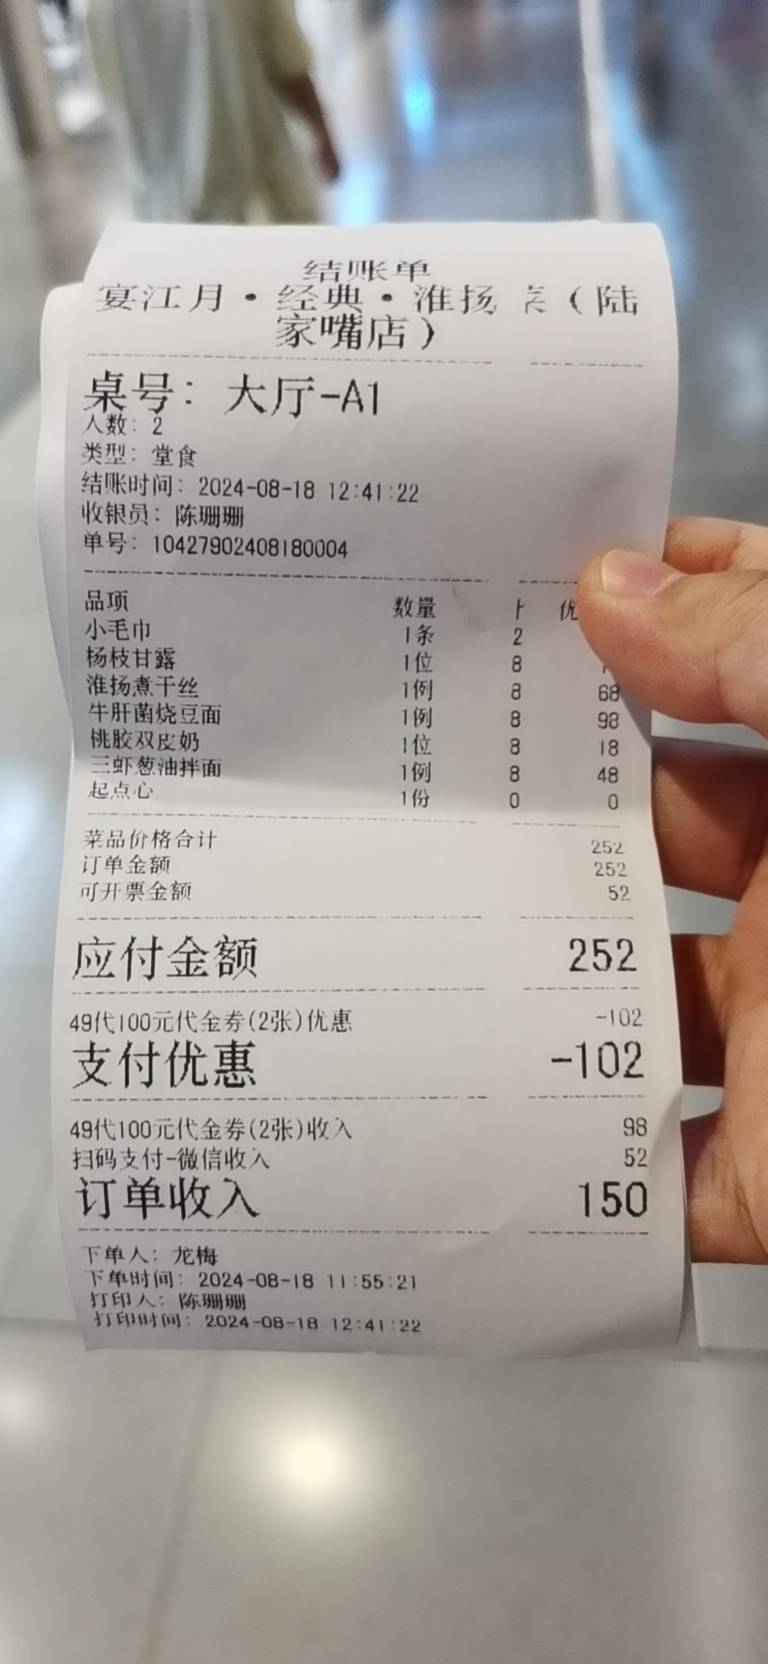 结账单
宴江月·经典·淮扬 (陆
家嘴店)
桌号: 大厅-A1
人数: 2
类型: 堂食
结账时间: 2024-08-18 12:41:22
收银员: 陈珊珊
单号: 10427902408180004
品项 数量 优
小毛巾 1条 2
杨枝甘露 1位 8
淮扬煮干丝 1例 8 68
牛肝菌烧豆面 1例 8 98
桃胶双皮奶 1位 8 18
三虾葱油拌面 1例 8 48
起点心 1份 0 0
菜品价格合计 252
订单金额 252
可开票金额 52
应付金额 252
49代100元代金券(2张)优惠 -102
支付优惠 -102
49代100元代金券(2张)收入 98
扫码支付-微信收入 52
订单收入 150
下单人: 龙梅
下单时间: 2024-08-18 11:55:21
打印人: 陈珊珊
打印时间: 2024-08-18 12:41:22